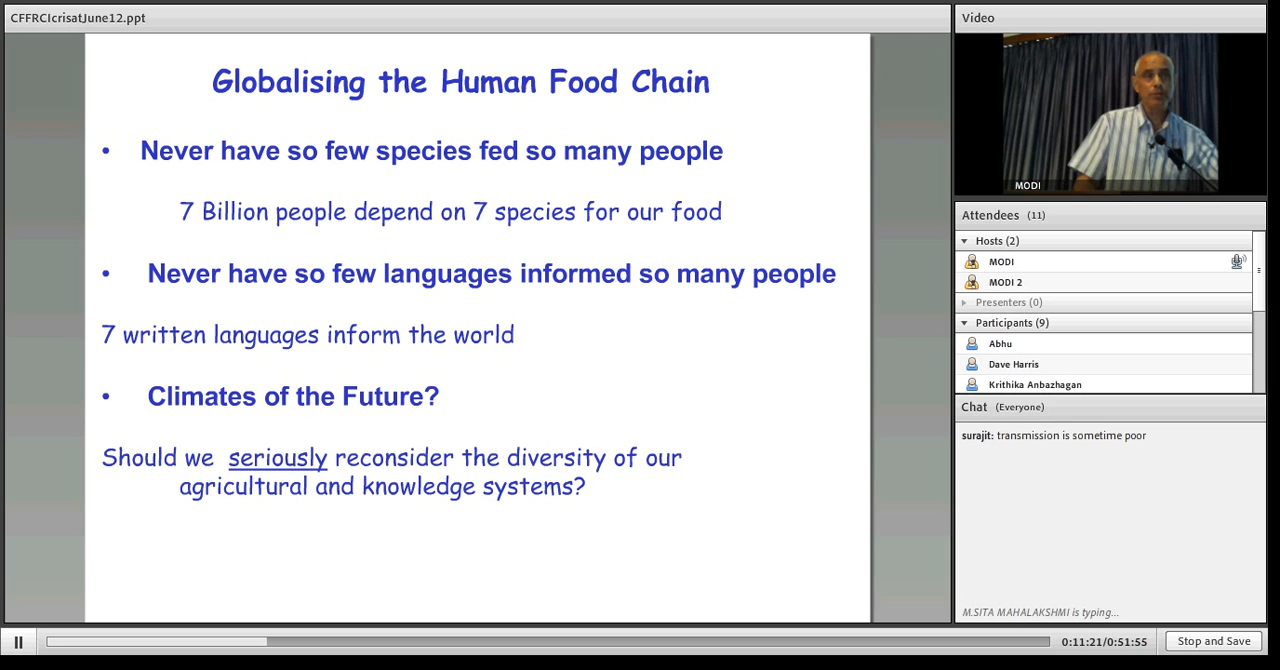 CFFRCIcrisatJune12.ppt
Globalising the Human Food Chain
• Never have so few species fed so many people
7 Billion people depend on 7 species for our food
• Never have so few languages informed so many people
7 written languages inform the world
• Climates of the Future?
Should we seriously reconsider the diversity of our
agricultural and knowledge systems?
Video
MODI
Attendees (11)
Hosts (2)
MODI
MODI 2
Presenters (0)
Participants (9)
Abhu
Dave Harris
Krithika Anbazhagan
Chat (Everyone)
surajit: transmission is sometime poor
M.SITA MAHALAKSHMI is typing...
0:11:21/0:51:55
Stop and Save